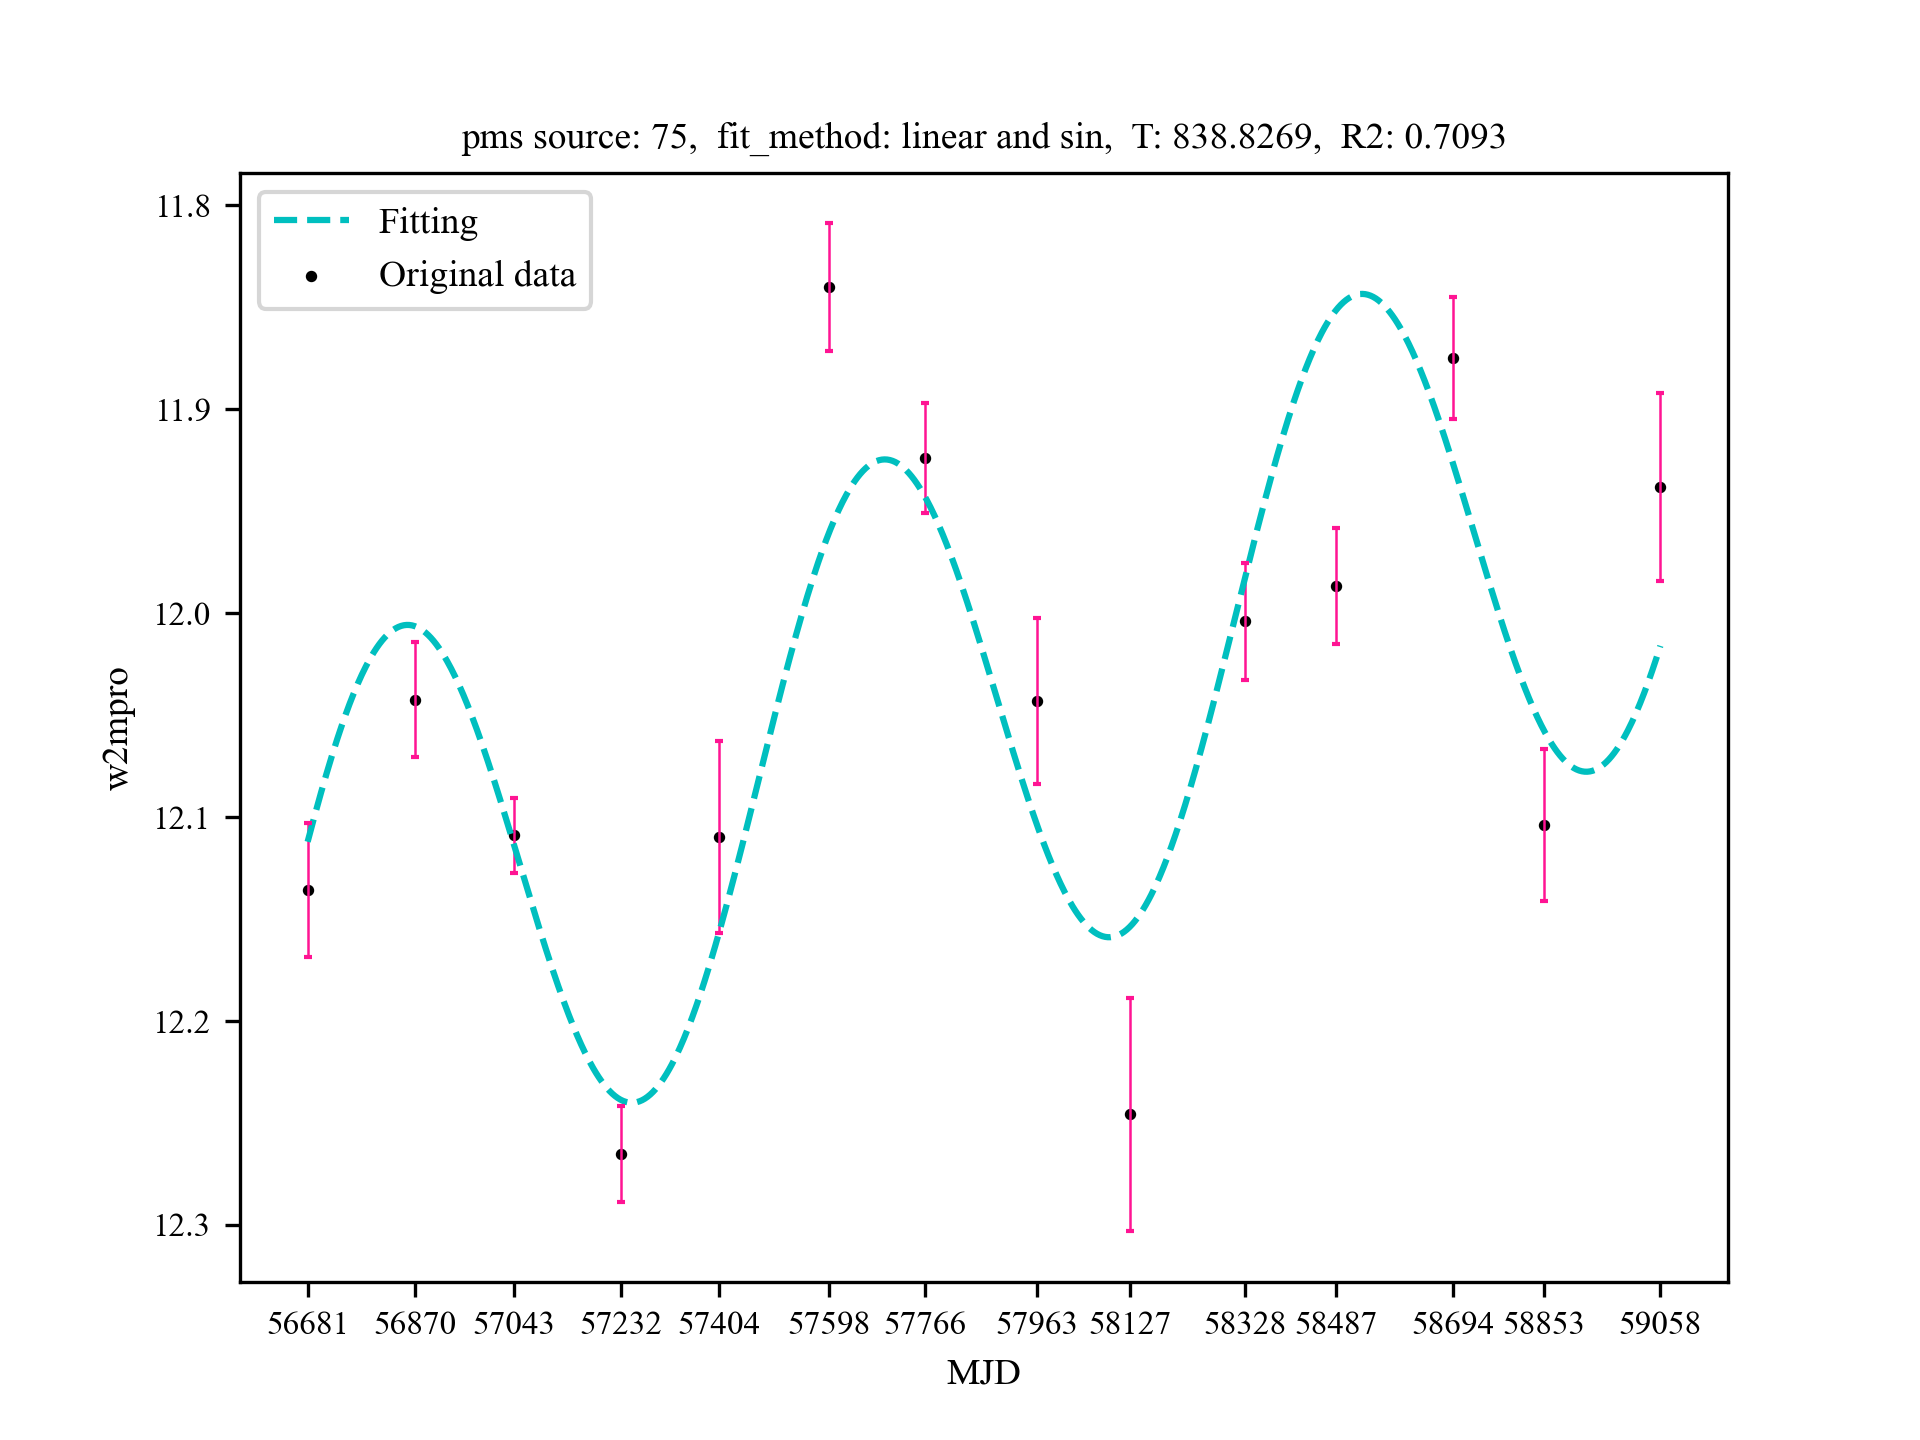 pms source: 75,  fit_method: linear and sin,  T: 838.8269,  R2: 0.7093
Fitting
Original data
11.8
11.9
12.0
12.1
12.2
12.3
w2mpro
56681 56870 57043 57232 57404 57598 57766 57963 58127 58328 58487 58694 58853 59058
MJD